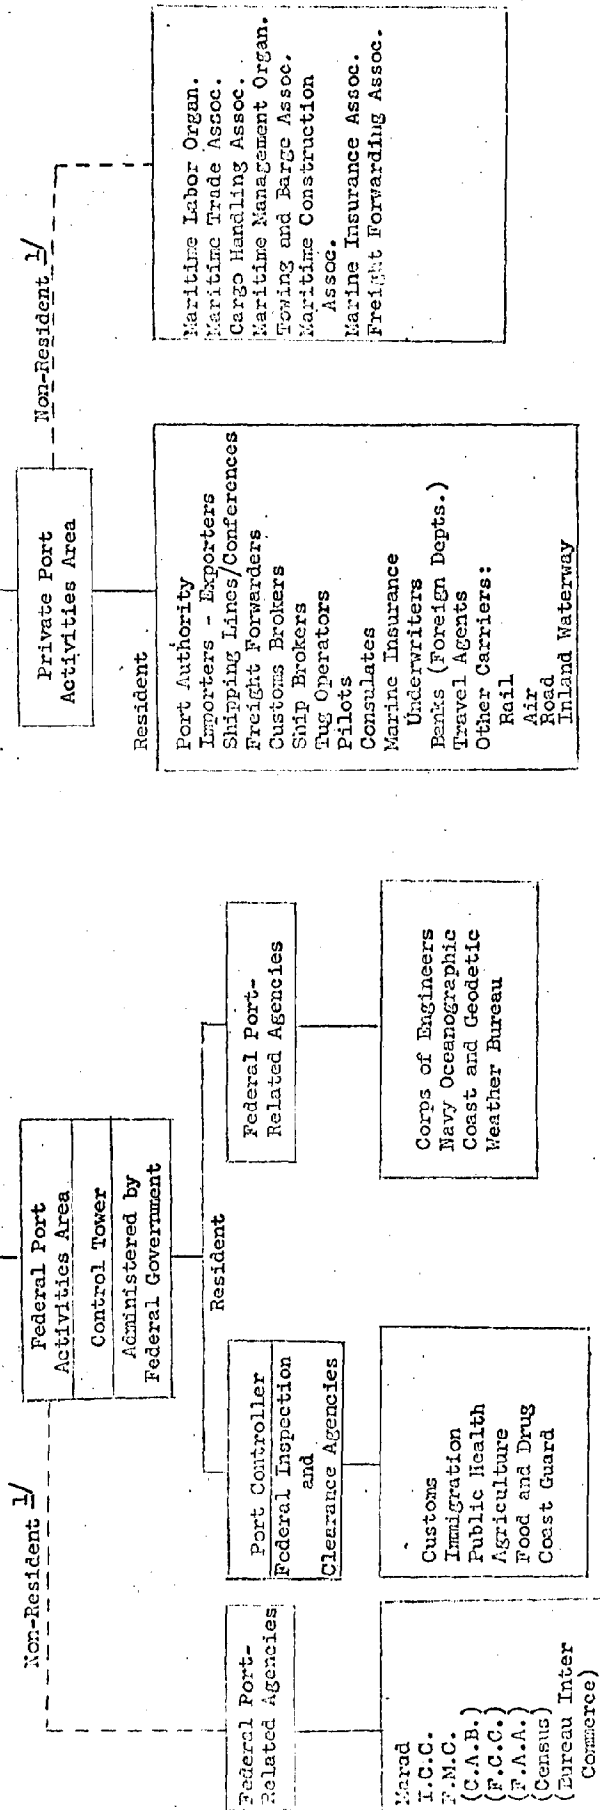 Non-Resident 1/
Federal Port
Activities Area
Control Tower
Administered by
Federal Government
Resident
Federal Port-
Related Agencies
Marad
I.C.C.
F.M.C.
(C.A.B.)
(F.C.C.)
(F.A.A.)
(Census)
(Bureau Inter
Commerce)
Port Controller
Federal Inspection
and
Clearance Agencies
Customs
Immigration
Public Health
Agriculture
Food and Drug
Coast Guard
Federal Port-
Related Agencies
Corps of Engineers
Navy Oceanographic
Coast and Geodetic
Weather Bureau
Private Port
Activities Area
Non-Resident 1/
Resident
Port Authority
Importers - Exporters
Shipping Lines/Conferences
Freight Forwarders
Customs Brokers
Ship Brokers
Tug Operators
Pilots
Consulates
Marine Insurance
Underwriters
Banks (Foreign Depts.)
Travel Agents
Other Carriers:
Rail
Air
Road
Inland Waterway
Maritime Labor Organ.
Maritime Trade Assoc.
Cargo Handling Assoc.
Maritime Management Organ.
Towing and Barge Assoc.
Maritime Construction
Assoc.
Marine Insurance Assoc.
Freight Forwarding Assoc.